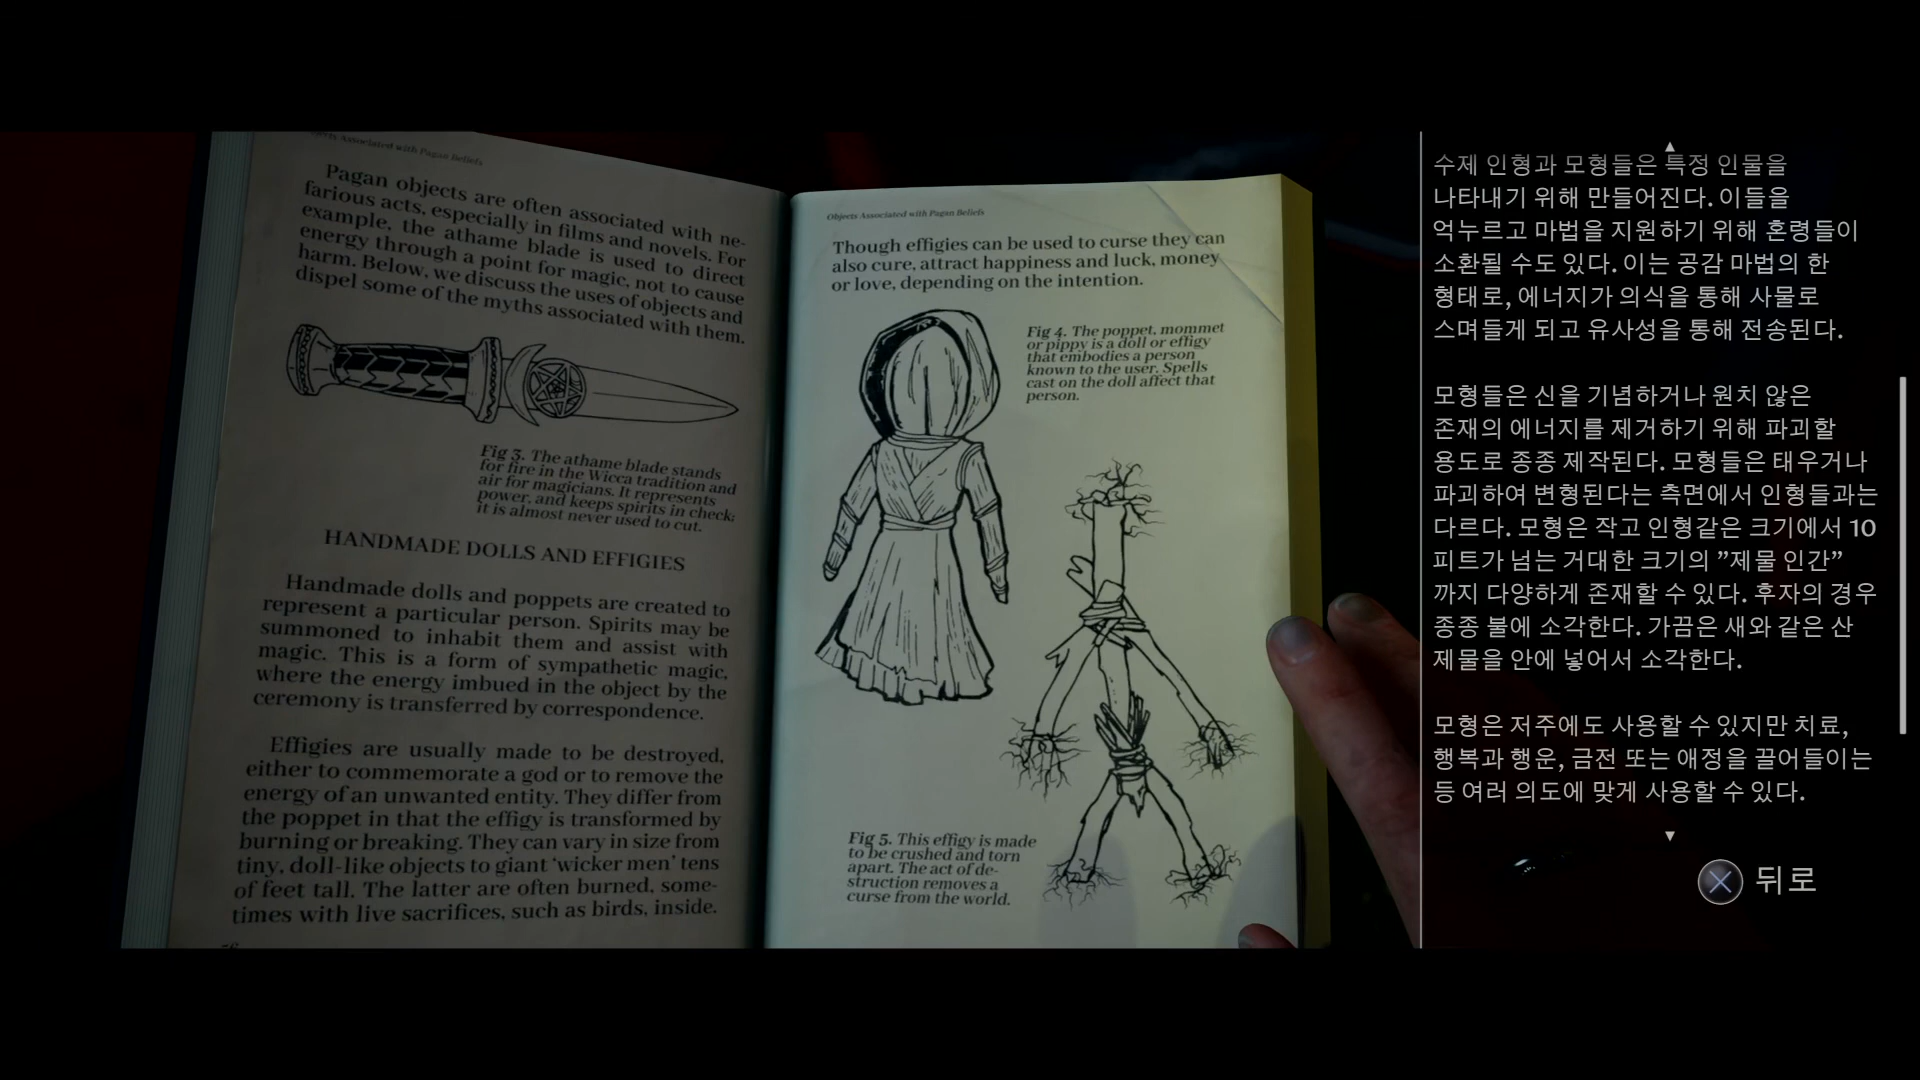 Objects Associated with Pagan Beliefs
Pagan objects are often associated with ne-
farious acts, especially in films and novels. For
example, the athame blade is used to direct
energy through a point for magic, not to cause
harm. Below, we discuss the uses of objects and
dispel some of the myths associated with them.
Fig 3. The athame blade stands
for fire in the Wicca tradition and
air for magicians. It represents
power, and keeps spirits in check;
it is almost never used to cut.
HANDMADE DOLLS AND EFFIGIES
Handmade dolls and poppets are created to
represent a particular person. Spirits may be
summoned to inhabit them and assist with
magic. This is a form of sympathetic magic,
where the energy imbued in the object by the
ceremony is transferred by correspondence.
Effigies are usually made to be destroyed,
either to commemorate a god or to remove the
energy of an unwanted entity. They differ from
the poppet in that the effigy is transformed by
burning or breaking. They can vary in size from
tiny, doll-like objects to giant ‘wicker men’ tens
of feet tall. The latter are often burned, some-
times with live sacrifices, such as birds, inside.
Objects Associated with Pagan Beliefs
Though effigies can be used to curse they can
also cure, attract happiness and luck, money
or love, depending on the intention.
Fig 4. The poppet, mommet
or pippy is a doll or effigy
that embodies a person
known to the user. Spells
cast on the doll affect that
person.
Fig 5. This effigy is made
to be crushed and torn
apart. The act of de-
struction removes a
curse from the world.
수제 인형과 모형들은 특정 인물을
나타내기 위해 만들어진다. 이들을
억누르고 마법을 지원하기 위해 혼령들이
소환될 수도 있다. 이는 공감 마법의 한
형태로, 에너지가 의식을 통해 사물로
스며들게 되고 유사성을 통해 전송된다.
모형들은 신을 기념하거나 원치 않은
존재의 에너지를 제거하기 위해 파괴할
용도로 종종 제작된다. 모형들은 태우거나
파괴하여 변형된다는 측면에서 인형들과는
다르다. 모형은 작고 인형같은 크기에서 10
피트가 넘는 거대한 크기의 ”제물 인간”
까지 다양하게 존재할 수 있다. 후자의 경우
종종 불에 소각한다. 가끔은 새와 같은 산
제물을 안에 넣어서 소각한다.
모형은 저주에도 사용할 수 있지만 치료,
행복과 행운, 금전 또는 애정을 끌어들이는
등 여러 의도에 맞게 사용할 수 있다.
뒤로